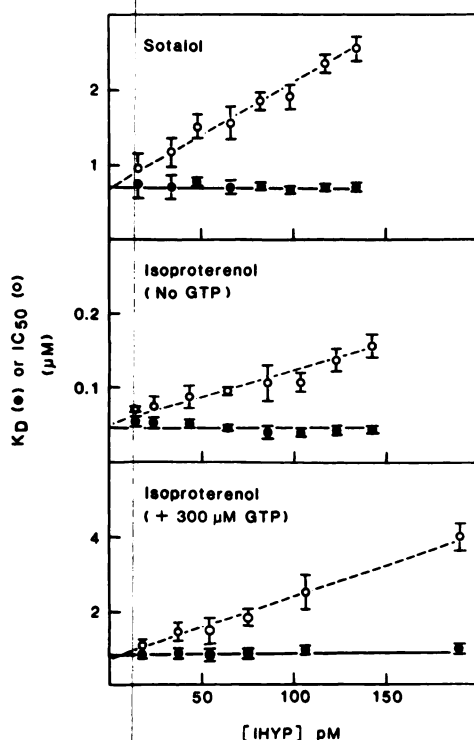 Sotalol
2
1
Isoproterenol
(No GTP)
0.2
0.1
Isoproterenol
(+ 300 µM GTP)
4
2
50
100
150
[IHYP] pM
KD (●) or IC50 (○)
(µM)